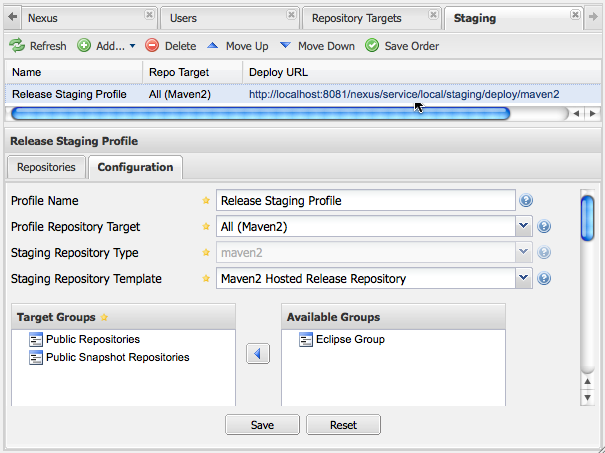 Nexus Users Repository Targets Staging
Refresh Add... Delete Move Up Move Down Save Order
Name Repo Target Deploy URL
Release Staging Profile All (Maven2) http://localhost:8081/nexus/service/local/staging/deploy/maven2
Release Staging Profile
Repositories Configuration
Profile Name Release Staging Profile
Profile Repository Target All (Maven2)
Staging Repository Type maven2
Staging Repository Template Maven2 Hosted Release Repository
Target Groups Available Groups
Public Repositories Eclipse Group
Public Snapshot Repositories
Save Reset